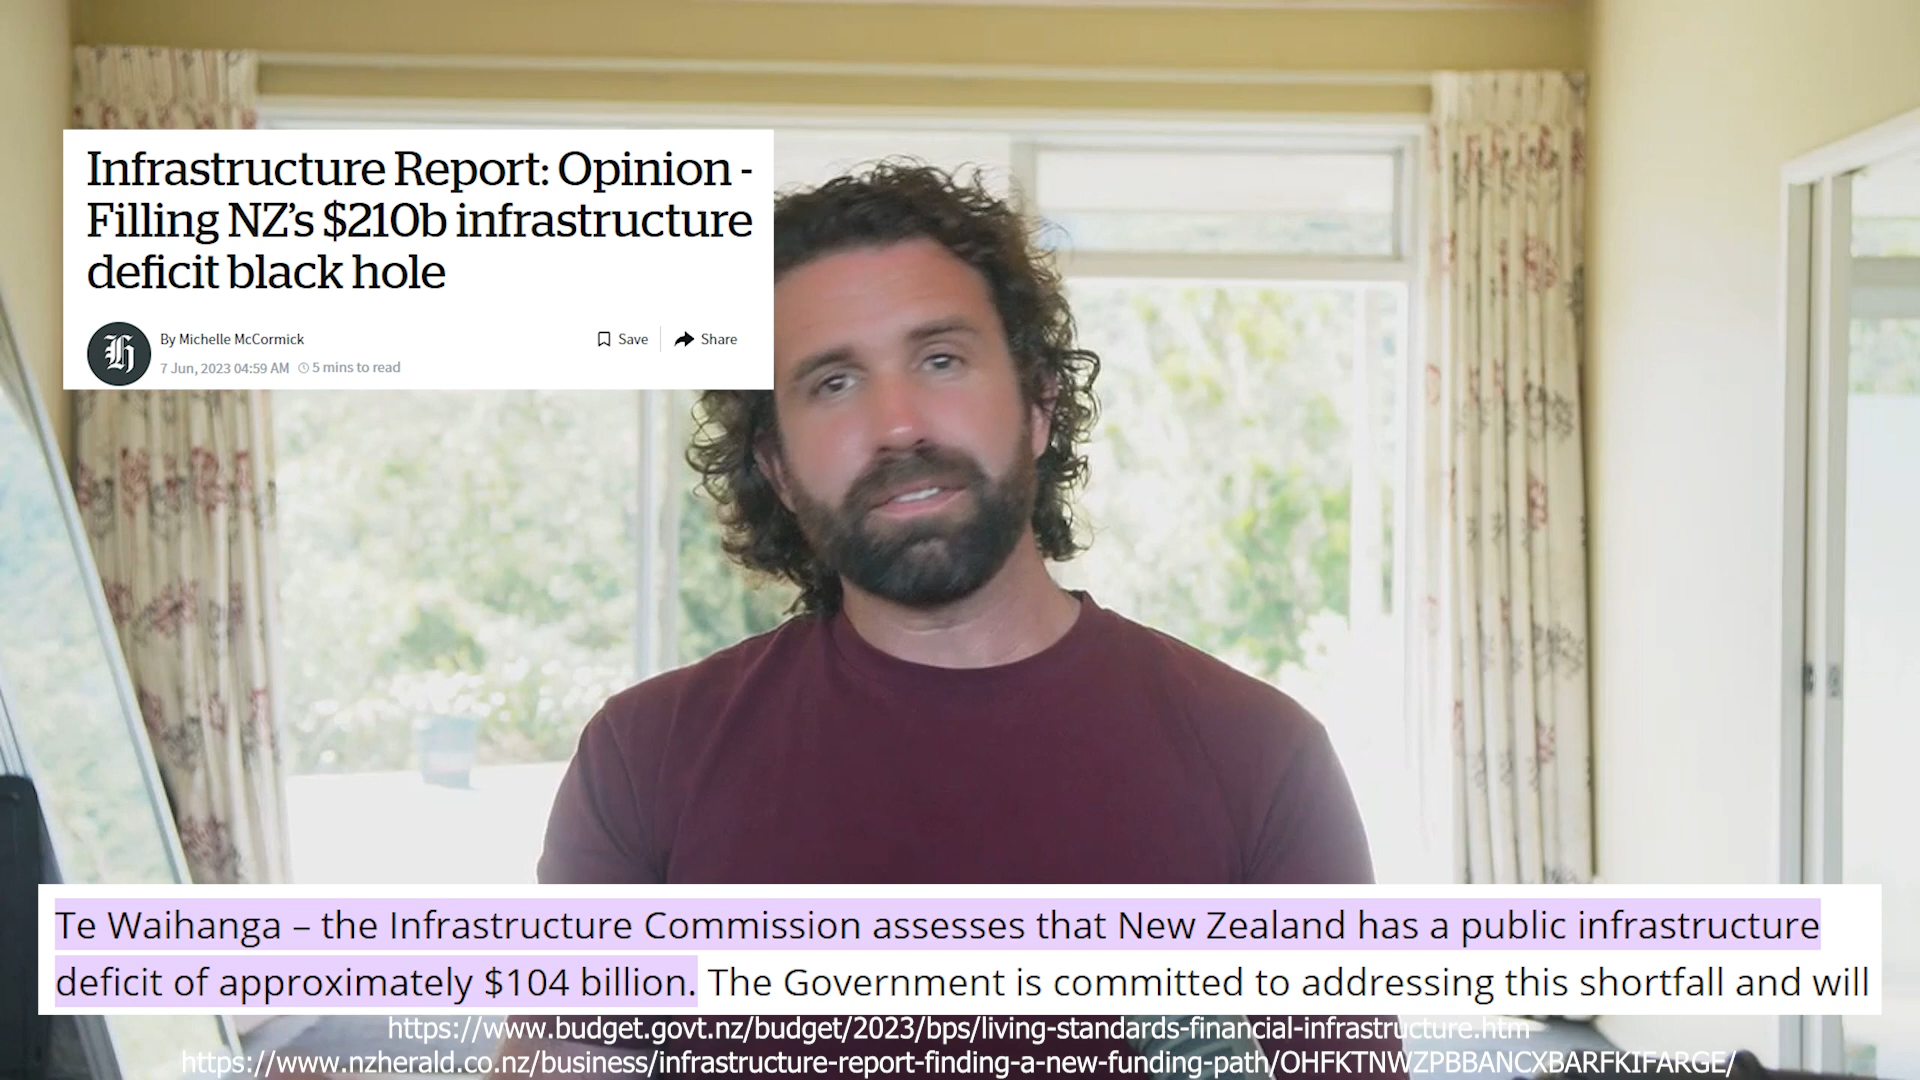 Infrastructure Report: Opinion -
Filling NZ's $210b infrastructure
deficit black hole
By Michelle McCormick
Save
Share
7 Jun, 2023 04:59 AM
5 mins to read
Te Waihanga – the Infrastructure Commission assesses that New Zealand has a public infrastructure
deficit of approximately $104 billion. The Government is committed to addressing this shortfall and will
https://www.budget.govt.nz/budget/2023/bps/living-standards-financial-infrastructure.htm
https://www.nzherald.co.nz/business/infrastructure-report-finding-a-new-funding-path/OHFKTNWZPBBANCXBARFKIFARGE/